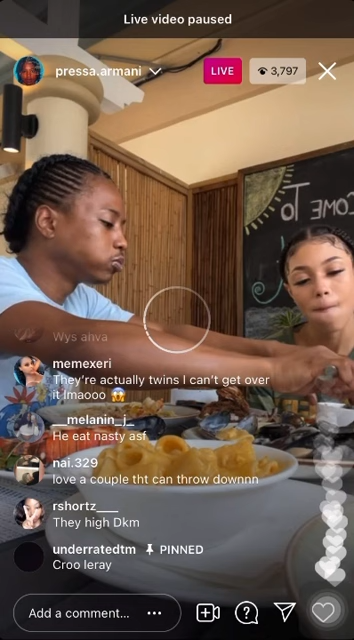 Live video paused
pressa.armani
LIVE
3,797
COME To
Wys ahva
memexeri
They're actually twins I can't get over
it lmaooo 😱
__melanin_j_
He eat nasty asf
nai.329
love a couple tht can throw downnn
rshortz___
They high Dkm
underratedtm 📌 PINNED
Croo leray
Add a comment...